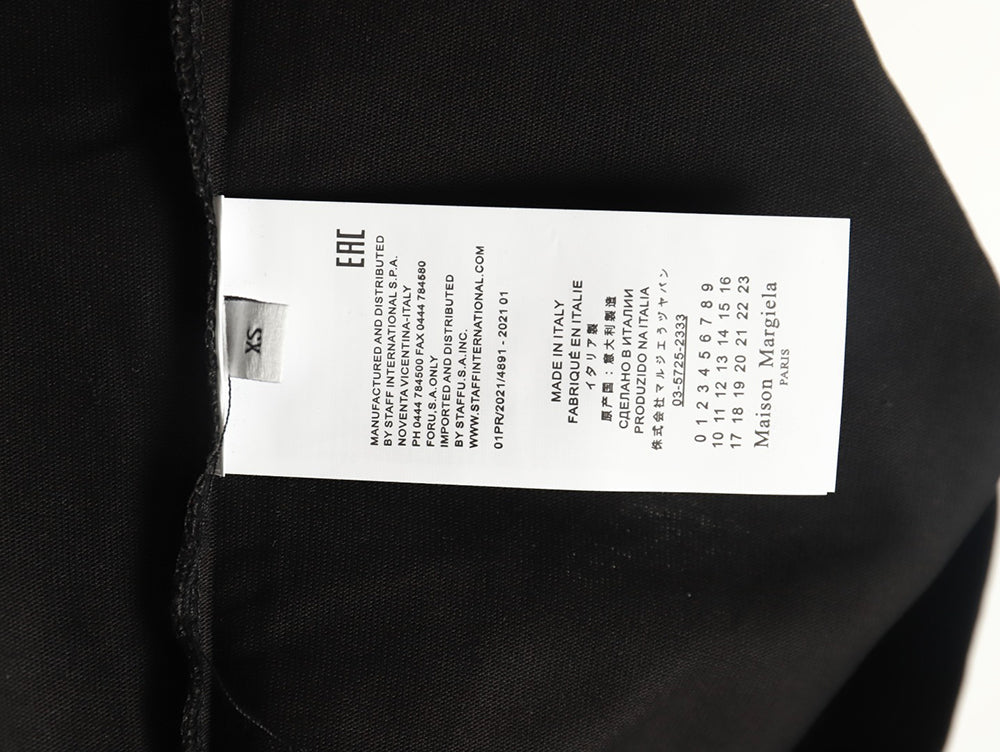 XS
EAC
MANUFACTURED AND DISTRIBUTED
BY STAFF INTERNATIONAL S.P.A.
NOVENTA VICENTINA-ITALY
PH 0444 784500 FAX 0444 784680
FORU,S.A.ONLY
IMPORTED AND DISTRIBUTED
BY STAFFU.S.A.INC.
WWW.STAFFINTERNATIONAL.COM
01PR/2021/4891 - 2021 01
MADE IN ITALY
FABRIQUÉ EN ITALIE
イタリア製
原产国:意大利製造
СДЕЛАНО В ИТАЛИИ
PRODUZIDO NA ITALIA
株式会社マルジエラジャパン
03-5725-2333
0 1 2 3 4 5 6 7 8 9
10 11 12 13 14 15 16
17 18 19 20 21 22 23
Maison Margiela
PARIS